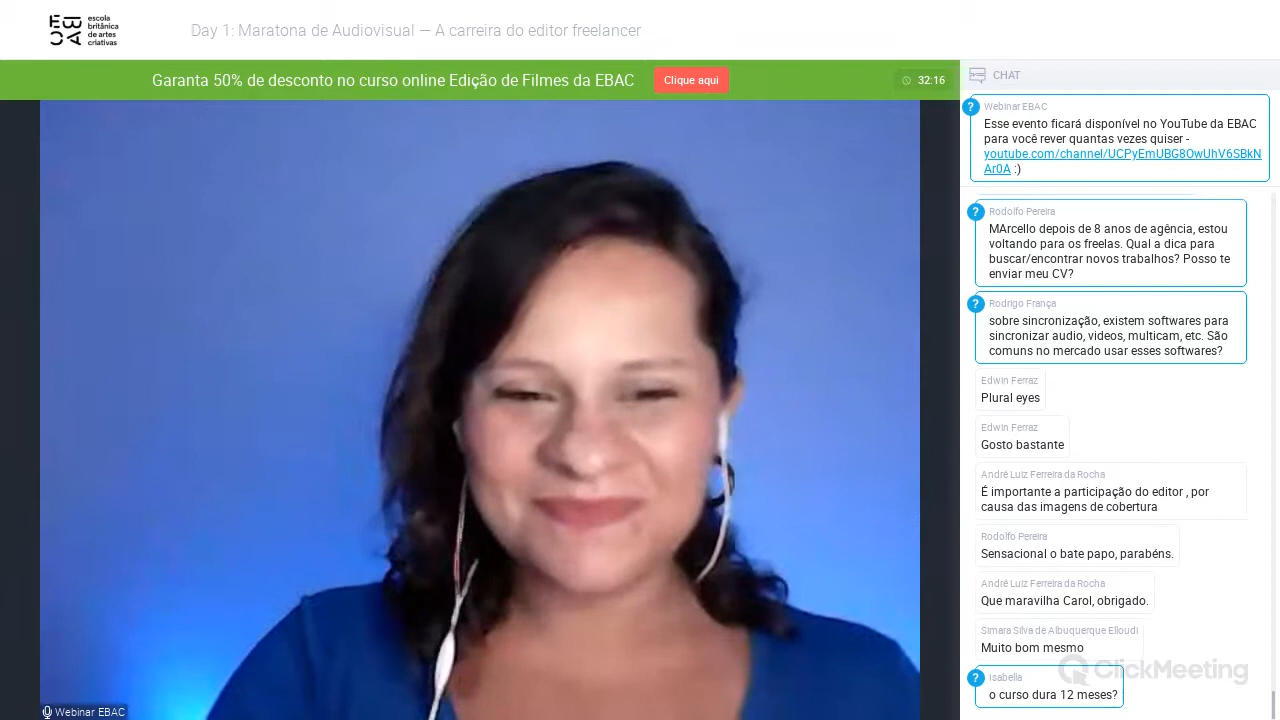 EBAC
escola
britânica
de artes
criativas
Day 1: Maratona de Audiovisual — A carreira do editor freelancer
Garanta 50% de desconto no curso online Edição de Filmes da EBAC
Clique aqui
32:16
Webinar EBAC
CHAT
?
Webinar EBAC
Esse evento ficará disponível no YouTube da EBAC
para você rever quantas vezes quiser -
youtube.com/channel/UCPyEmUBG8OwUhV6SBkN
Ar0A :)
?
Rodolfo Pereira
MArcello depois de 8 anos de agência, estou
voltando para os freelas. Qual a dica para
buscar/encontrar novos trabalhos? Posso te
enviar meu CV?
?
Rodrigo França
sobre sincronização, existem softwares para
sincronizar audio, videos, multicam, etc. São
comuns no mercado usar esses softwares?
Edwin Ferraz
Plural eyes
Edwin Ferraz
Gosto bastante
André Luiz Ferreira da Rocha
É importante a participação do editor , por
causa das imagens de cobertura
Rodolfo Pereira
Sensacional o bate papo, parabéns.
André Luiz Ferreira da Rocha
Que maravilha Carol, obrigado.
Simara Silva de Albuquerque Elloudi
Muito bom mesmo
ClickMeeting
?
Isabella
o curso dura 12 meses?